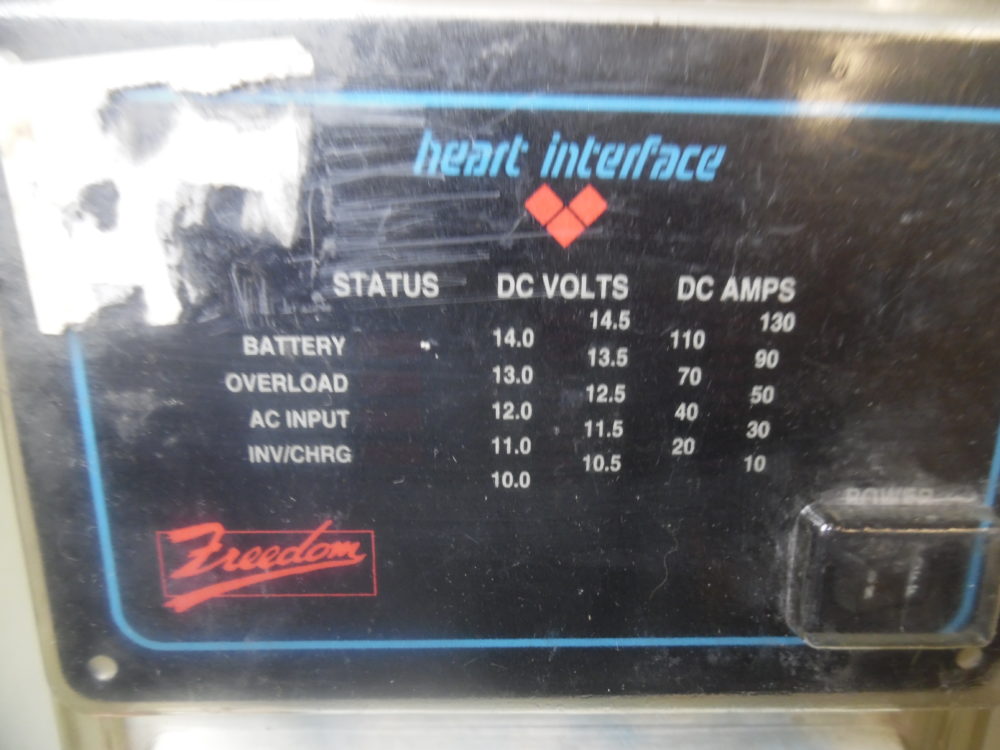 heart interface
STATUS DC VOLTS DC AMPS
14.5 130
BATTERY 14.0 110
13.5 90
OVERLOAD 13.0 70
12.5 50
AC INPUT 12.0 40
11.5 30
INV/CHRG 11.0 20
10.5 10
10.0
POWER
Freedom